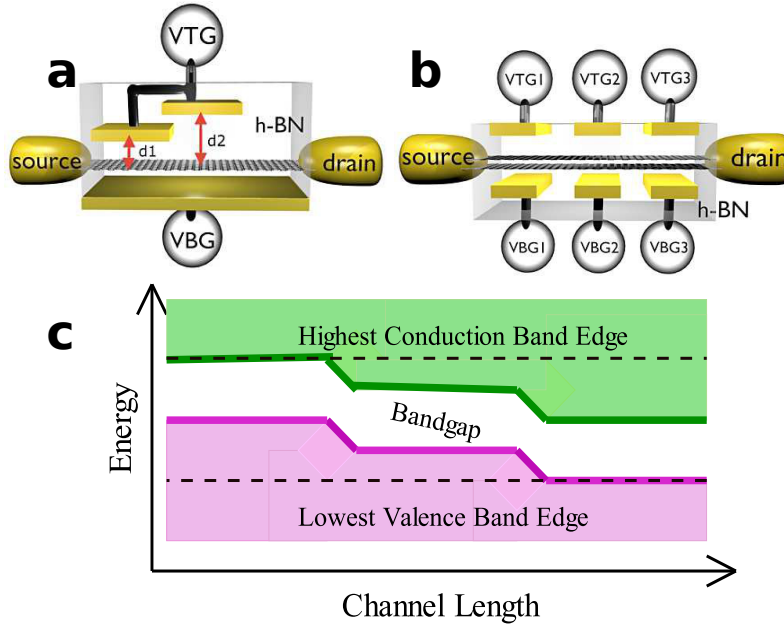 a
VTG
h-BN
d1
d2
source
drain
VBG
b
VTG1
VTG2
VTG3
source
drain
h-BN
VBG1
VBG2
VBG3
c
Highest Conduction Band Edge
Bandgap
Lowest Valence Band Edge
Energy
Channel Length